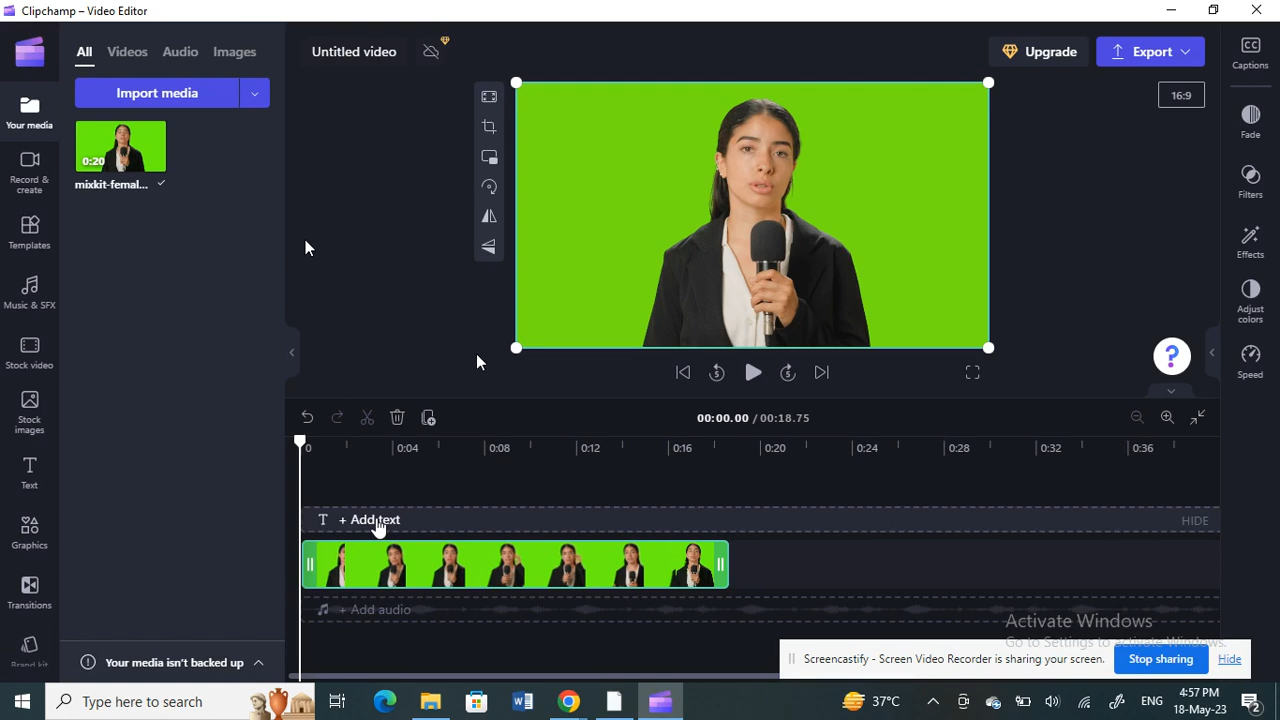 Clipchamp – Video Editor
All Videos Audio Images
Untitled video
Upgrade
Export
Import media
16:9
0:20
mixkit-femal...
Your media
Record &
create
Templates
Music & SFX
Stock video
Stock
images
Text
Graphics
Transitions
Brand kit
Captions
Fade
Filters
Effects
Adjust
colors
Speed
?
5
5
00:00.00 / 00:18.75
0 0:04 0:08 0:12 0:16 0:20 0:24 0:28 0:32 0:36
T + Add text
HIDE
+ Add audio
Activate Windows
Go to Settings to activate Windows.
Your media isn't backed up
Screencastify - Screen Video Recorder is sharing your screen. Stop sharing Hide
Type here to search
37°C
ENG
4:57 PM
18-May-23
2